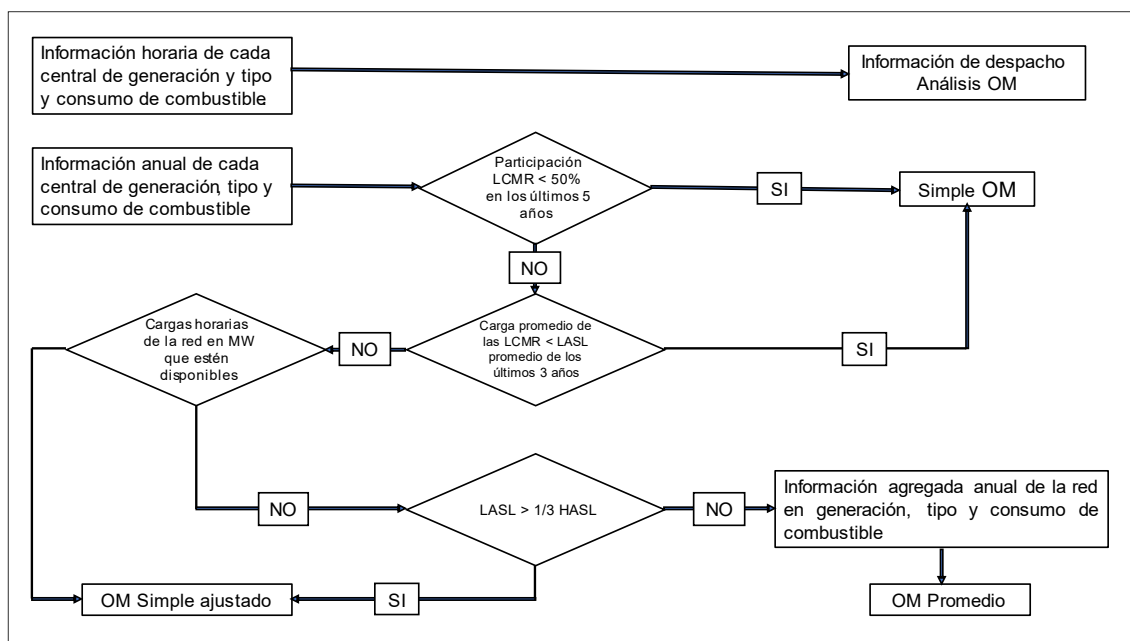 Información horaria de cada
central de generación y tipo
y consumo de combustible
Información de despacho
Análisis OM
Información anual de cada
central de generación, tipo y
consumo de combustible
Participación
LCMR < 50%
en los últimos 5
años
SI
Simple OM
NO
Cargas horarias
de la red en MW
que estén
disponibles
NO
Carga promedio de
las LCMR < LASL
promedio de los
últimos 3 años
SI
NO
LASL > 1/3 HASL
NO
Información agregada anual de la red
en generación, tipo y consumo de
combustible
OM Simple ajustado
SI
OM Promedio